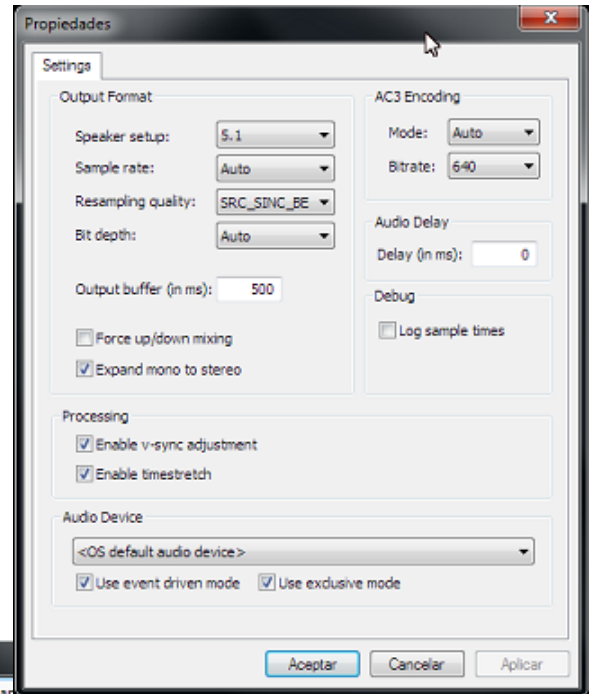 Propiedades
Settings
Output Format
Speaker setup: 5.1
Sample rate: Auto
Resampling quality: SRC_SINC_BE
Bit depth: Auto
Output buffer (in ms): 500
Force up/down mixing
Expand mono to stereo
AC3 Encoding
Mode: Auto
Bitrate: 640
Audio Delay
Delay (in ms): 0
Debug
Log sample times
Processing
Enable v-sync adjustment
Enable timestretch
Audio Device
<OS default audio device>
Use event driven mode Use exclusive mode
Aceptar Cancelar Aplicar